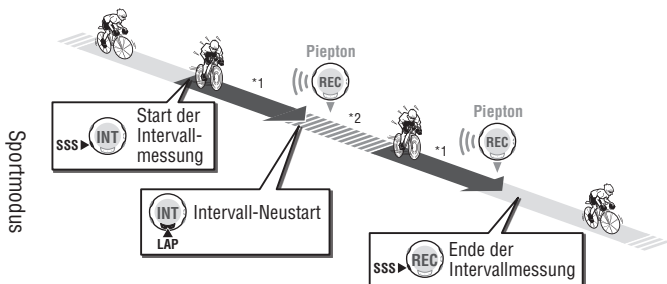 Piepton
REC
*1
Piepton
REC
*2
*1
SSS INT Start der
Intervall-
messung
INT Intervall-Neustart
LAP
SSS REC Ende der
Intervallmessung
Sportmodus